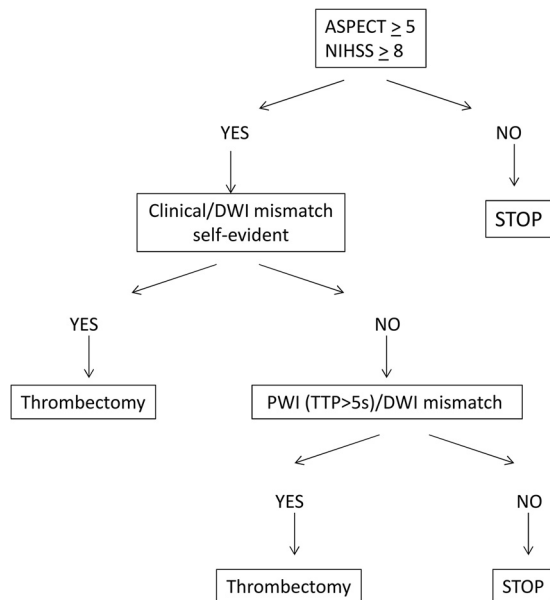 ASPECT ≥ 5
NIHSS ≥ 8
YES
NO
Clinical/DWI mismatch
self-evident
STOP
YES
NO
Thrombectomy
PWI (TTP>5s)/DWI mismatch
YES
NO
Thrombectomy
STOP